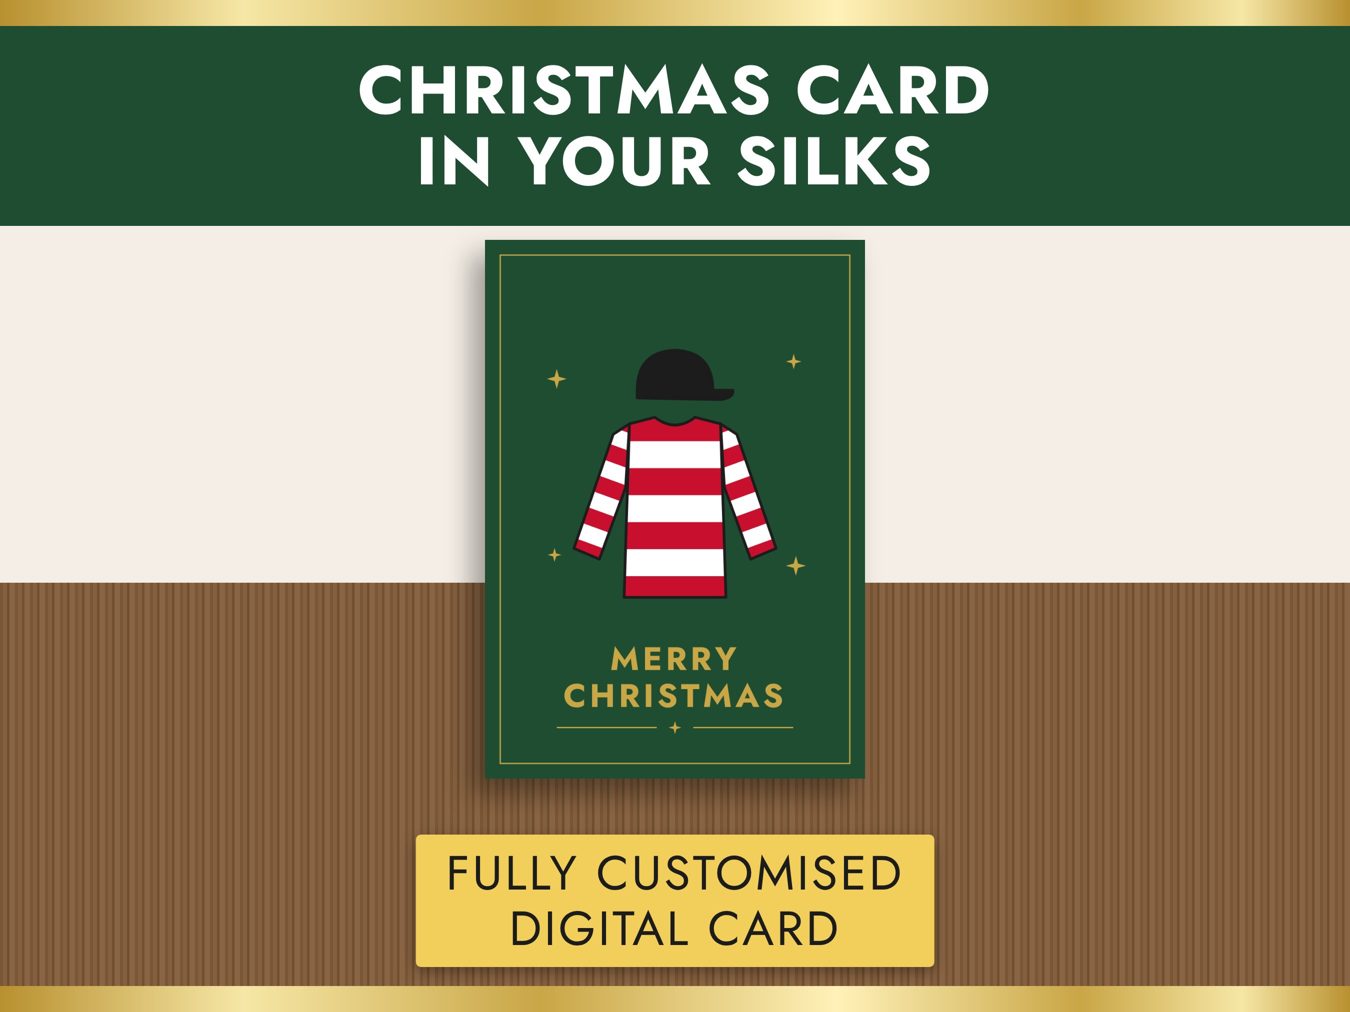 CHRISTMAS CARD
IN YOUR SILKS
MERRY
CHRISTMAS
FULLY CUSTOMISED
DIGITAL CARD